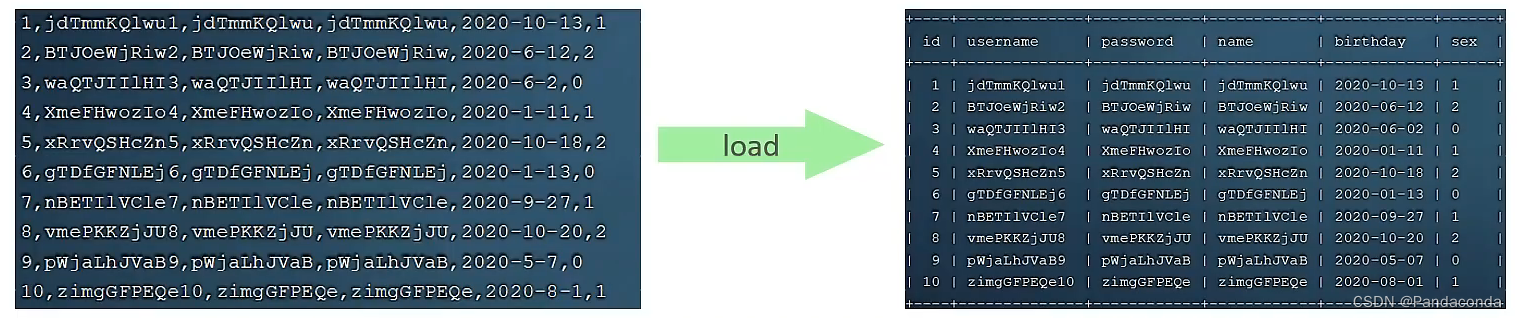 1,jdTmmKQlwu1,jdTmmKQlwu,jdTmmKQlwu,2020-10-13,1
2,BTJOeWjRiw2,BTJOeWjRiw,BTJOeWjRiw,2020-6-12,2
3,waQTJIIlHI3,waQTJIIlHI,waQTJIIlHI,2020-6-2,0
4,XmeFHwozIo4,XmeFHwozIo,XmeFHwozIo,2020-1-11,1
5,xRrvQSHcZn5,xRrvQSHcZn,xRrvQSHcZn,2020-10-18,2
6,gTDfGFNLEj6,gTDfGFNLEj,gTDfGFNLEj,2020-1-13,0
7,nBETIlVCle7,nBETIlVCle,nBETIlVCle,2020-9-27,1
8,vmePKKZjJU8,vmePKKZjJU,vmePKKZjJU,2020-10-20,2
9,pWjaLhJVaB9,pWjaLhJVaB,pWjaLhJVaB,2020-5-7,0
10,zimgGFPEQe10,zimgGFPEQe,zimgGFPEQe,2020-8-1,1
load
| id | username | password | name | birthday | sex |
| 1 | jdTmmKQlwu1 | jdTmmKQlwu | jdTmmKQlwu | 2020-10-13 | 1 |
| 2 | BTJOeWjRiw2 | BTJOeWjRiw | BTJOeWjRiw | 2020-06-12 | 2 |
| 3 | waQTJIIlHI3 | waQTJIIlHI | waQTJIIlHI | 2020-06-02 | 0 |
| 4 | XmeFHwozIo4 | XmeFHwozIo | XmeFHwozIo | 2020-01-11 | 1 |
| 5 | xRrvQSHcZn5 | xRrvQSHcZn | xRrvQSHcZn | 2020-10-18 | 2 |
| 6 | gTDfGFNLEj6 | gTDfGFNLEj | gTDfGFNLEj | 2020-01-13 | 0 |
| 7 | nBETIlVCle7 | nBETIlVCle | nBETIlVCle | 2020-09-27 | 1 |
| 8 | vmePKKZjJU8 | vmePKKZjJU | vmePKKZjJU | 2020-10-20 | 2 |
| 9 | pWjaLhJVaB9 | pWjaLhJVaB | pWjaLhJVaB | 2020-05-07 | 0 |
| 10 | zimgGFPEQe10 | zimgGFPEQe | zimgGFPEQe | 2020-08-01 | 1 |
CSDN @Pandaconda